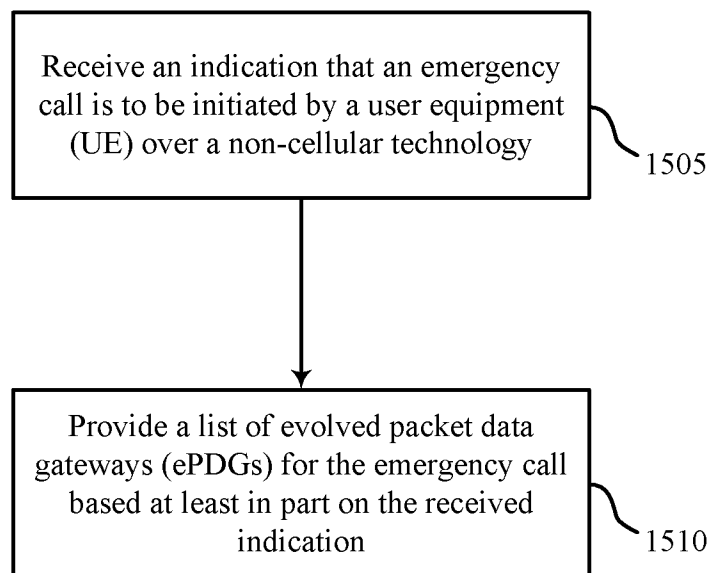 Receive an indication that an emergency
call is to be initiated by a user equipment
(UE) over a non-cellular technology
1505
Provide a list of evolved packet data
gateways (ePDGs) for the emergency call
based at least in part on the received
indication
1510